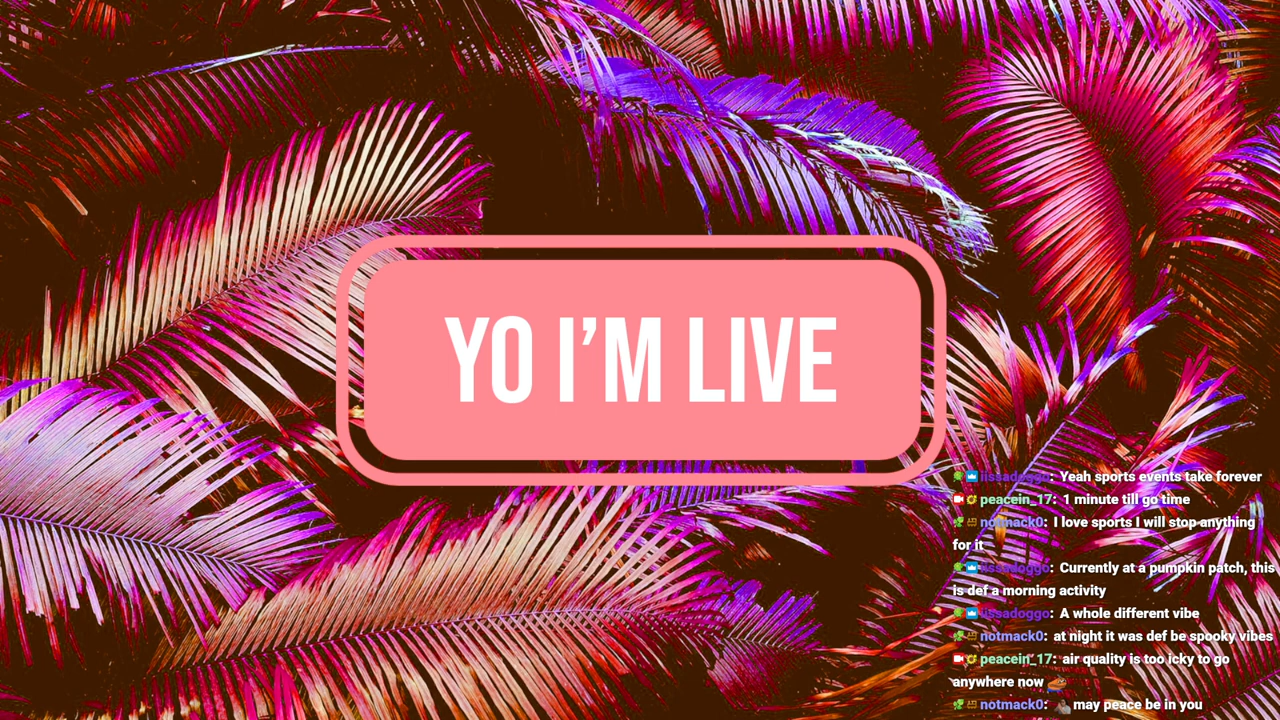 YO I’M LIVE
iissadoggo: Yeah sports events take forever
peacein_17: 1 minute till go time
notmack0: I love sports I will stop anything
for it
iissadoggo: Currently at a pumpkin patch, this
is def a morning activity
iissadoggo: A whole different vibe
notmack0: at night it was def be spooky vibes
peacein_17: air quality is too icky to go
anywhere now
notmack0: may peace be in you